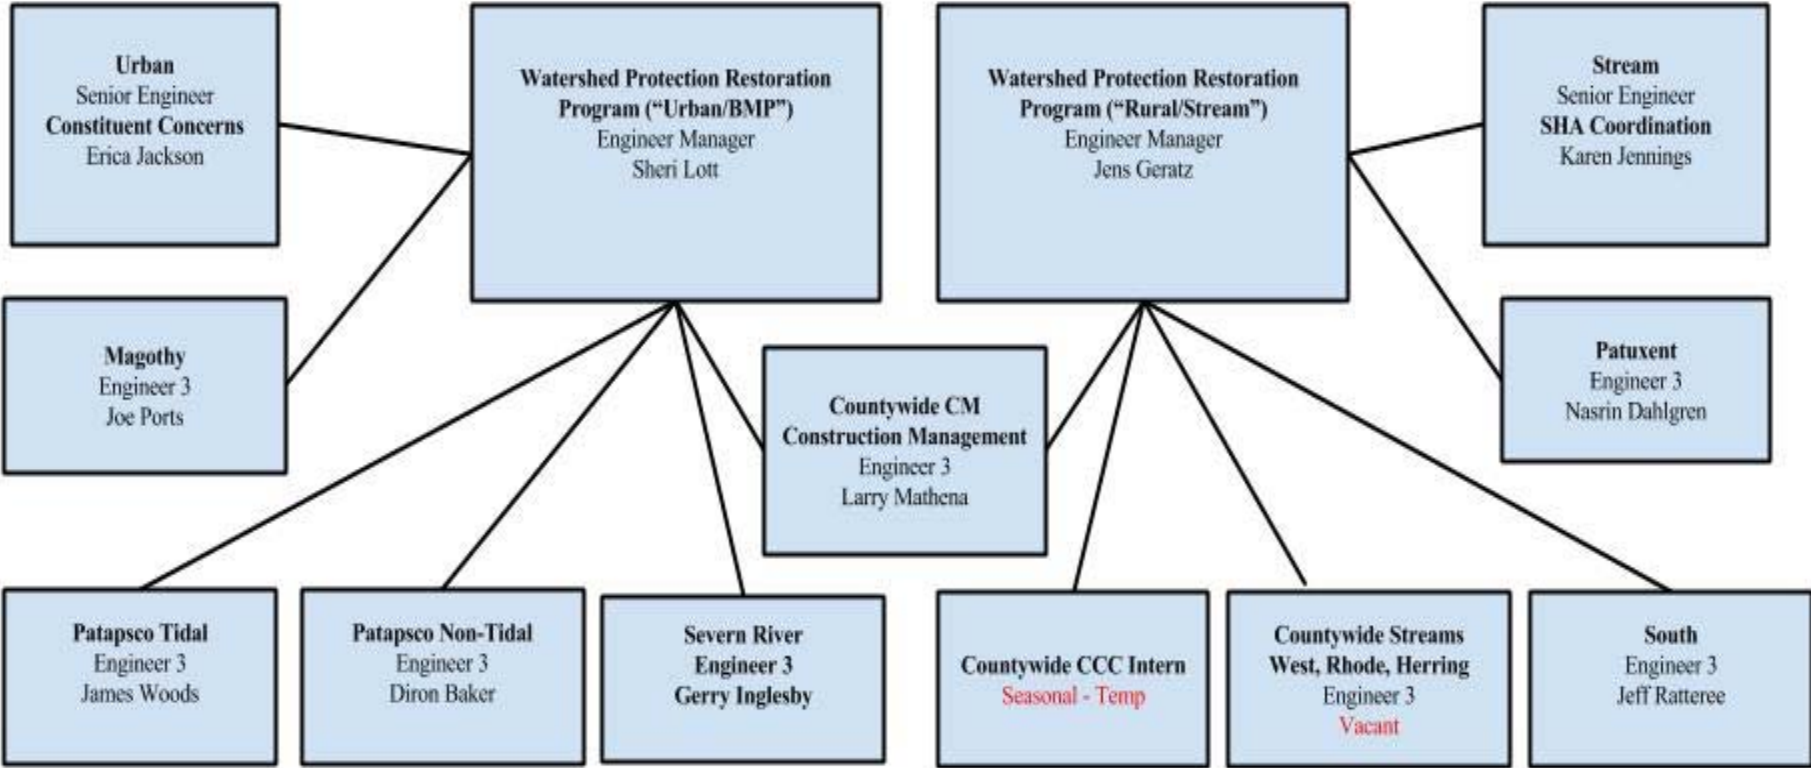 Urban
Senior Engineer
Constituent Concerns
Erica Jackson
Watershed Protection Restoration
Program (“Urban/BMP”)
Engineer Manager
Sheri Lott
Watershed Protection Restoration
Program (“Rural/Stream”)
Engineer Manager
Jens Geratz
Stream
Senior Engineer
SHA Coordination
Karen Jennings
Magothy
Engineer 3
Joe Ports
Countywide CM
Construction Management
Engineer 3
Larry Mathena
Patuxent
Engineer 3
Nasrin Dahlgren
Patapsco Tidal
Engineer 3
James Woods
Patapsco Non-Tidal
Engineer 3
Diron Baker
Severn River
Engineer 3
Gerry Inglesby
Countywide CCC Intern
Seasonal - Temp
Countywide Streams
West, Rhode, Herring
Engineer 3
Vacant
South
Engineer 3
Jeff Ratteree